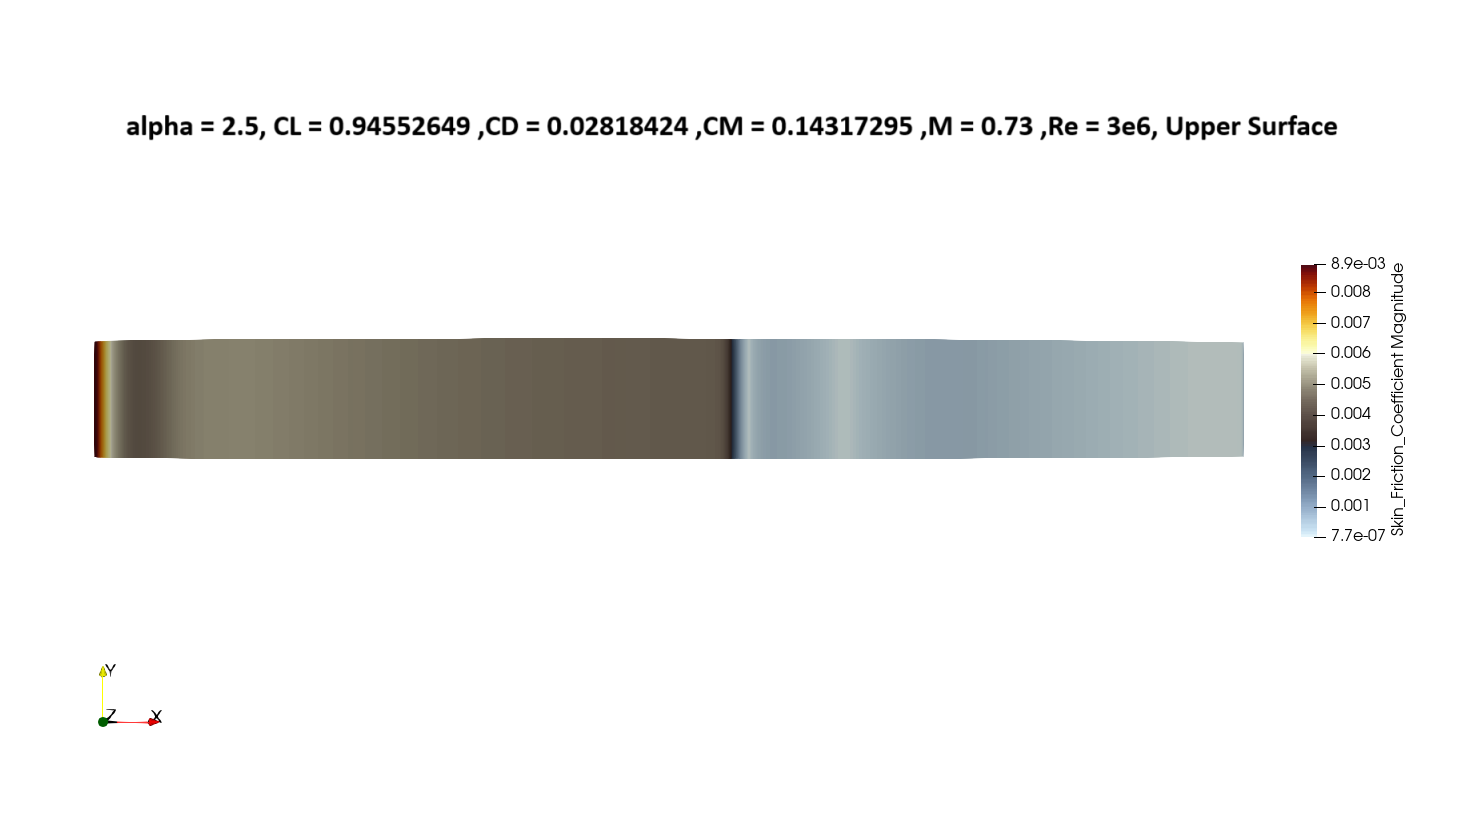 alpha = 2.5, CL = 0.94552649 ,CD = 0.02818424 ,CM = 0.14317295 ,M = 0.73 ,Re = 3e6, Upper Surface
8.9e-03
0.008
0.007
0.006
0.005
0.004
0.003
0.002
0.001
7.7e-07
Skin_Friction_Coefficient Magnitude
Y
Z
X